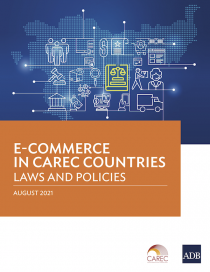 E-COMMERCE
IN CAREC COUNTRIES
LAWS AND POLICIES
AUGUST 2021
CAREC
ADB